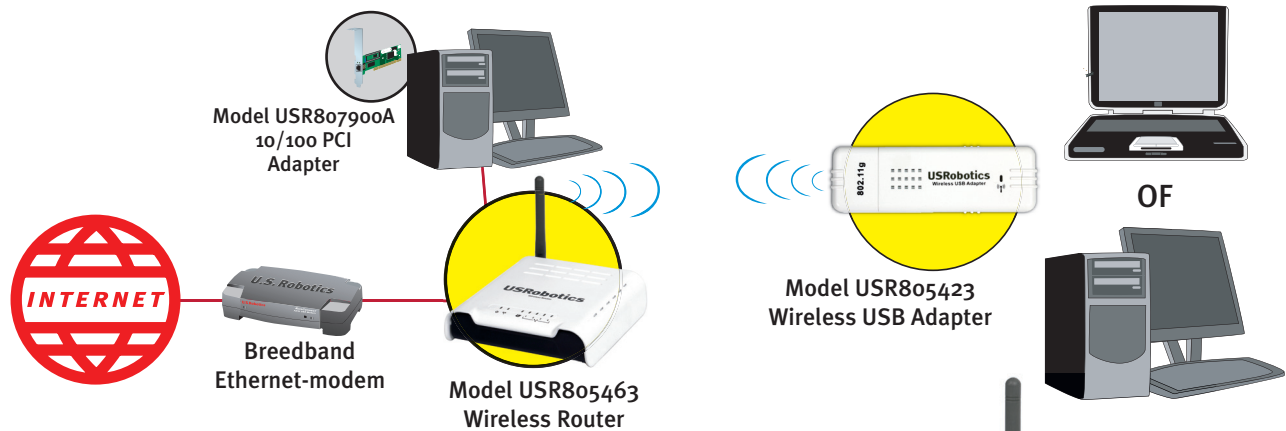 Model USR807900A
10/100 PCI
Adapter
INTERNET
U.S. Robotics
Breedband
Ethernet-modem
USRobotics
Model USR805463
Wireless Router
802.11g
USRobotics
Wireless USB Adapter
Model USR805423
Wireless USB Adapter
OF